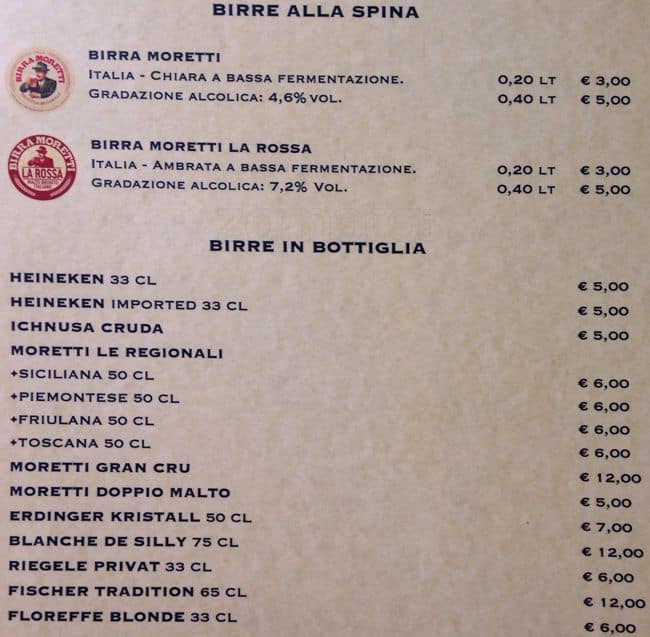 BIRRE ALLA SPINA
BIRRA MORETTI
BIRRA MORETTI
ITALIA - CHIARA A BASSA FERMENTAZIONE. 0,20 LT € 3,00
GRADAZIONE ALCOLICA: 4,6% VOL. 0,40 LT € 5,00
BIRRA MORETTI
LA ROSSA
BIRRA MORETTI LA ROSSA
ITALIA - AMBRATA A BASSA FERMENTAZIONE. 0,20 LT € 3,00
GRADAZIONE ALCOLICA: 7,2% VOL. 0,40 LT € 5,00
BIRRE IN BOTTIGLIA
HEINEKEN 33 CL € 5,00
HEINEKEN IMPORTED 33 CL € 5,00
ICHNUSA CRUDA € 5,00
MORETTI LE REGIONALI
+SICILIANA 50 CL € 6,00
+PIEMONTESE 50 CL € 6,00
+FRIULANA 50 CL € 6,00
+TOSCANA 50 CL € 6,00
MORETTI GRAN CRU € 12,00
MORETTI DOPPIO MALTO € 5,00
ERDINGER KRISTALL 50 CL € 7,00
BLANCHE DE SILLY 75 CL € 12,00
RIEGELE PRIVAT 33 CL € 6,00
FISCHER TRADITION 65 CL € 12,00
FLOREFFE BLONDE 33 CL € 6,00